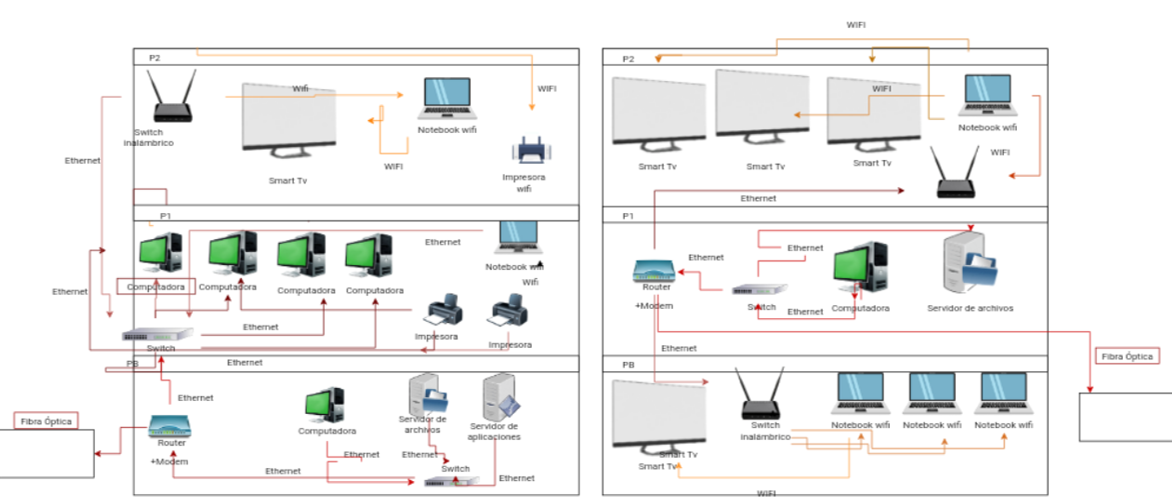 WIFI
P2
Wifi
WIFI
Notebook wifi
Switch
inalámbrico
Ethernet
WIFI
Smart Tv
Impresora
wifi
P1
Ethernet
Notebook wifi
Wifi
Computadora
Computadora
Computadora
Computadora
Ethernet
Ethernet
Impresora
Impresora
Switch
PB
Ethernet
Ethernet
Fibra Óptica
Router
+Modem
Computadora
Servidor de
archivos
Servidor de
aplicaciones
Ethernet
Ethernet
Switch
Ethernet
Ethernet
P2
WIFI
Notebook wifi
WIFI
Smart Tv
Smart Tv
Smart Tv
Ethernet
P1
Ethernet
Ethernet
Router
+Modem
Switch
Ethernet
Computadora
Servidor de archivos
Ethernet
Fibra Óptica
PB
Switch
inalámbrico
Notebook wifi
Notebook wifi
Notebook wifi
Smart Tv
Smart Tv
WIFI